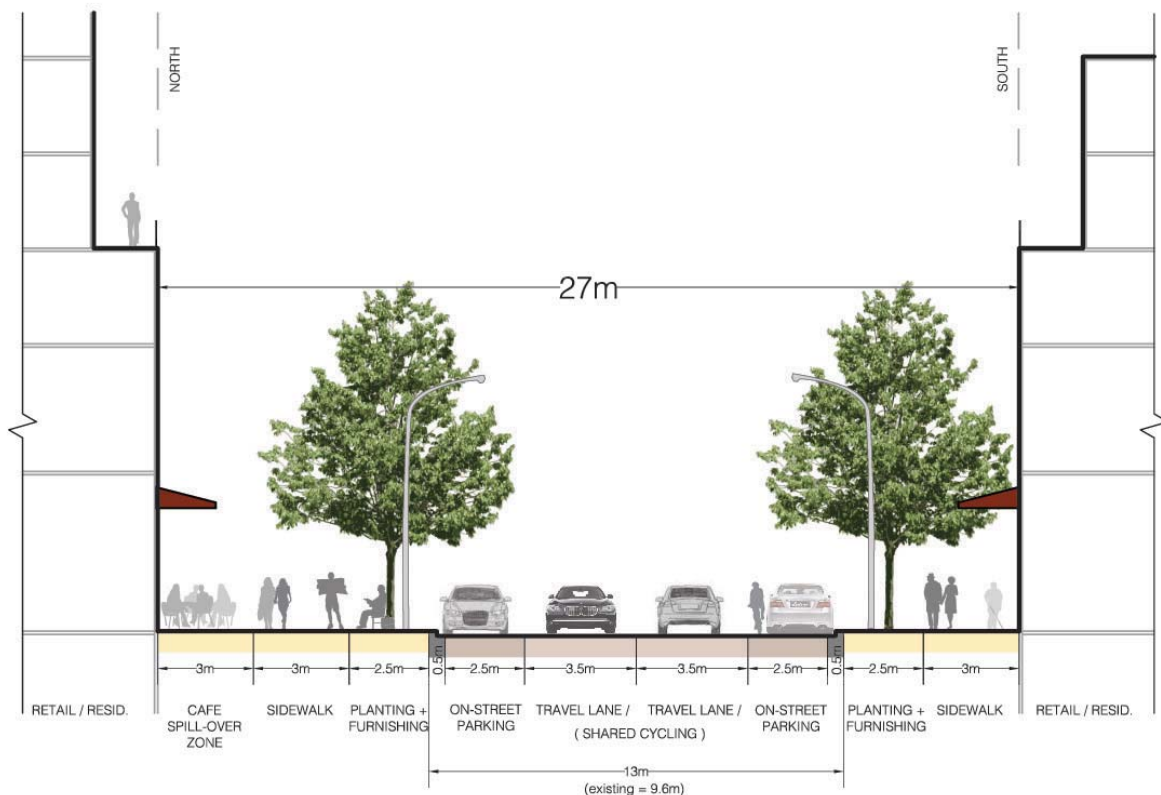 NORTH
SOUTH
27m
3m
3m
2.5m
0.5m
2.5m
3.5m
3.5m
2.5m
0.5m
2.5m
3m
RETAIL / RESID.
CAFE
SPILL-OVER
ZONE
SIDEWALK
PLANTING +
FURNISHING
ON-STREET
PARKING
TRAVEL LANE /
TRAVEL LANE /
( SHARED CYCLING )
ON-STREET
PARKING
PLANTING +
FURNISHING
SIDEWALK
RETAIL / RESID.
13m
(existing = 9.6m)